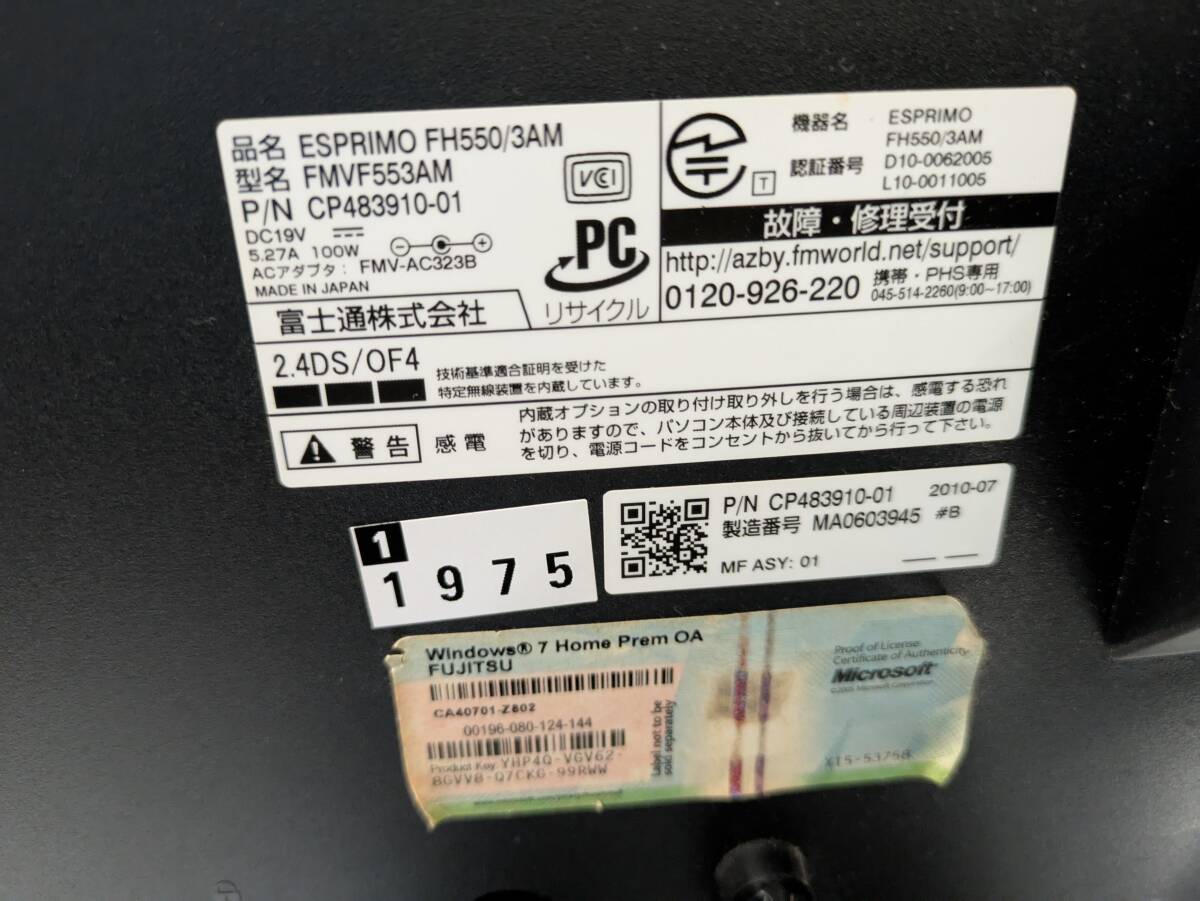 品名 ESPRIMO FH550/3AM
型名 FMVF553AM
P/N CP483910-01
DC19V
5.27A 100W
ACアダプタ: FMV-AC323B
MADE IN JAPAN
VCI
PC
リサイクル
富士通株式会社
T
機器名 ESPRIMO
FH550/3AM
認証番号 D10-0062005
L10-0011005
故障・修理受付
http://azby.fmworld.net/support/
0120-926-220 携帯・PHS専用
045-514-2260(9:00~17:00)
2.4DS/OF4 技術基準適合証明を受けた
特定無線装置を内蔵しています。
警告 感電
内蔵オプションの取り付け取り外しを行う場合は、感電する恐れ
がありますので、パソコン本体及び接続している周辺装置の電源
を切り、電源コードをコンセントから抜いてから行って下さい。
1
1975
P/N CP483910-01 2010-07
製造番号 MA0603945 #B
MF ASY: 01
Windows® 7 Home Prem OA
FUJITSU
CA40701-Z802
00196-080-124-144
Product Key: YHP4Q-VGV62-
8GVVB-Q7CKG-99RWW
Label not to be
sold separately
Proof of License
Certificate of Authenticity
Microsoft
©2005 Microsoft Corporation
X15-53758